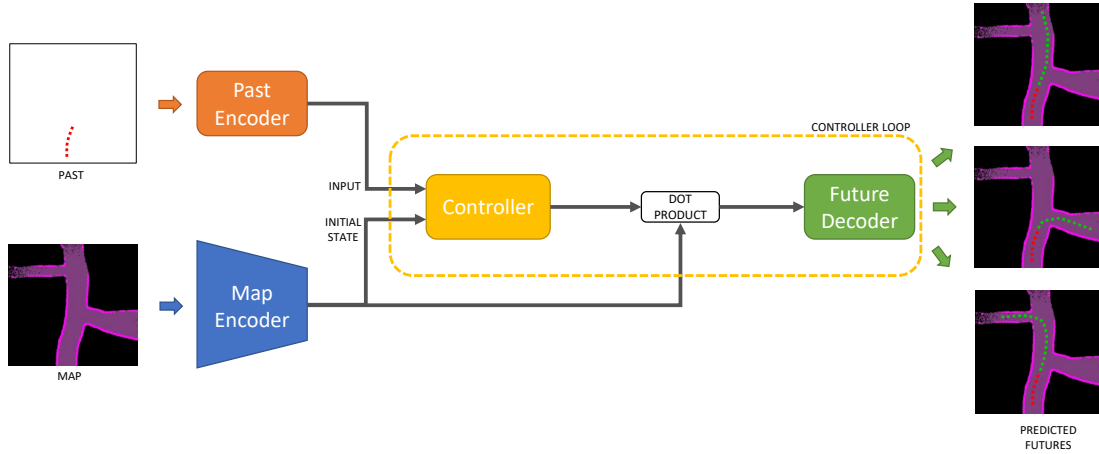 PAST
Past
Encoder
CONTROLLER LOOP
INPUT
INITIAL
STATE
Controller
DOT
PRODUCT
Future
Decoder
MAP
Map
Encoder
PREDICTED
FUTURES